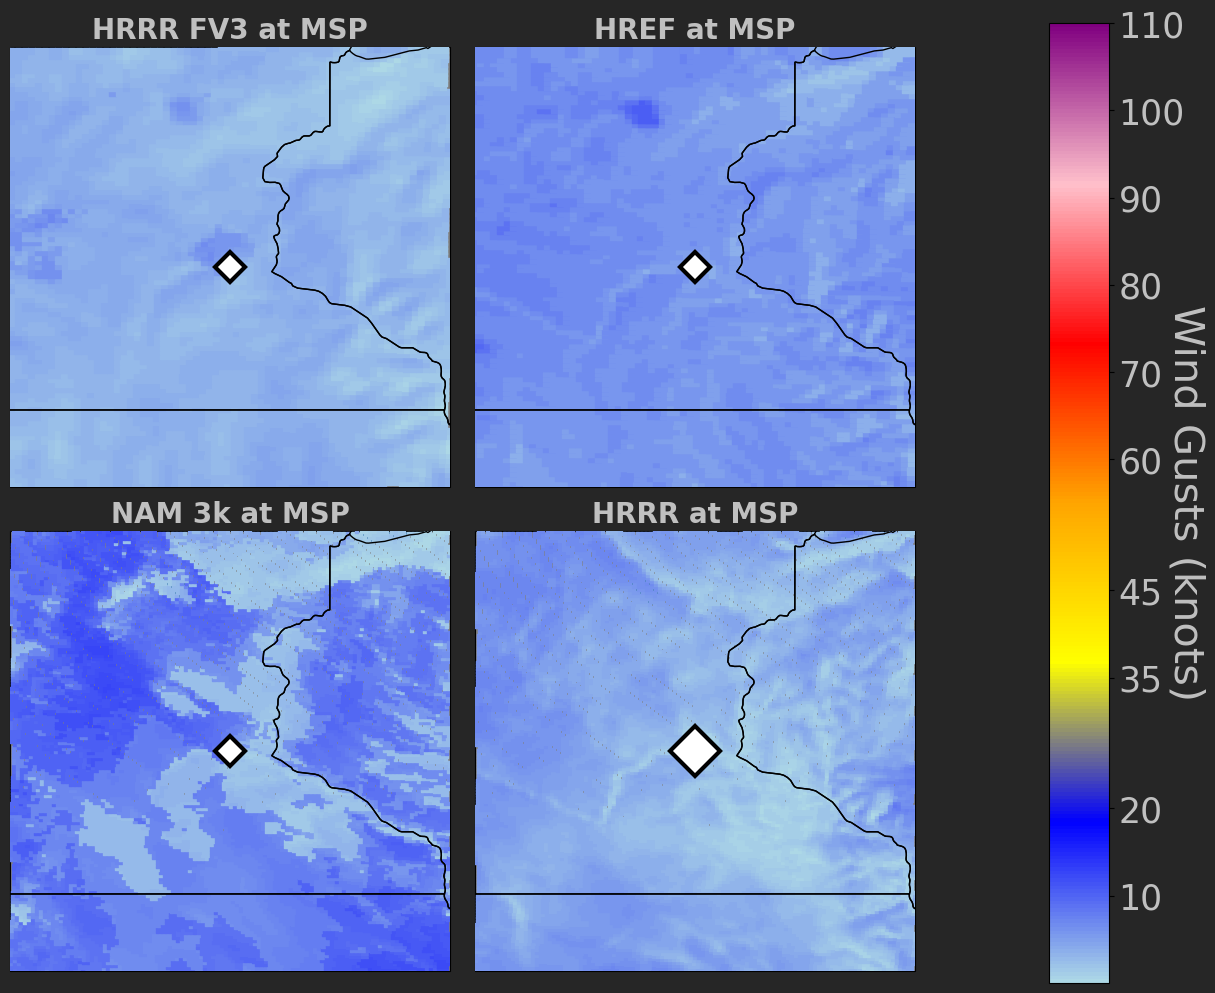 HRRR FV3 at MSP
HREF at MSP
NAM 3k at MSP
HRRR at MSP
110
100
90
80
70
60
45
35
20
10
Wind Gusts (knots)